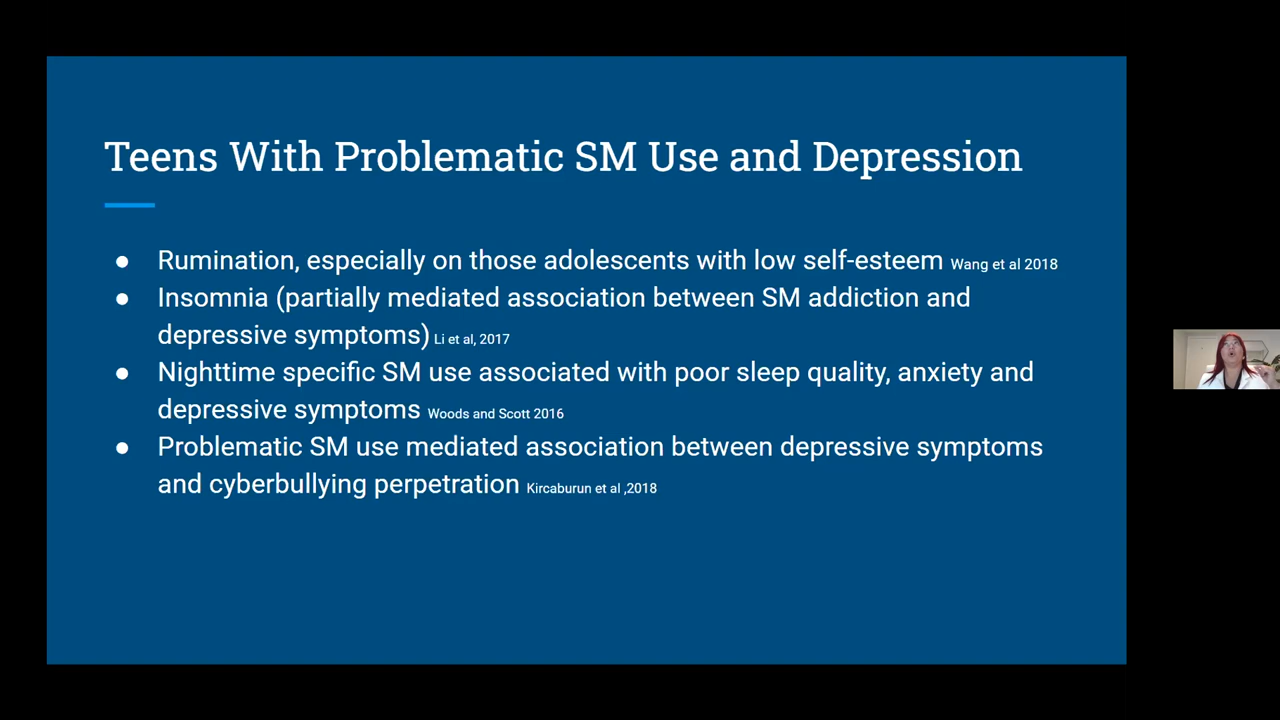 Teens With Problematic SM Use and Depression
● Rumination, especially on those adolescents with low self-esteem Wang et al 2018
● Insomnia (partially mediated association between SM addiction and
depressive symptoms) Li et al, 2017
● Nighttime specific SM use associated with poor sleep quality, anxiety and
depressive symptoms Woods and Scott 2016
● Problematic SM use mediated association between depressive symptoms
and cyberbullying perpetration Kircaburun et al ,2018